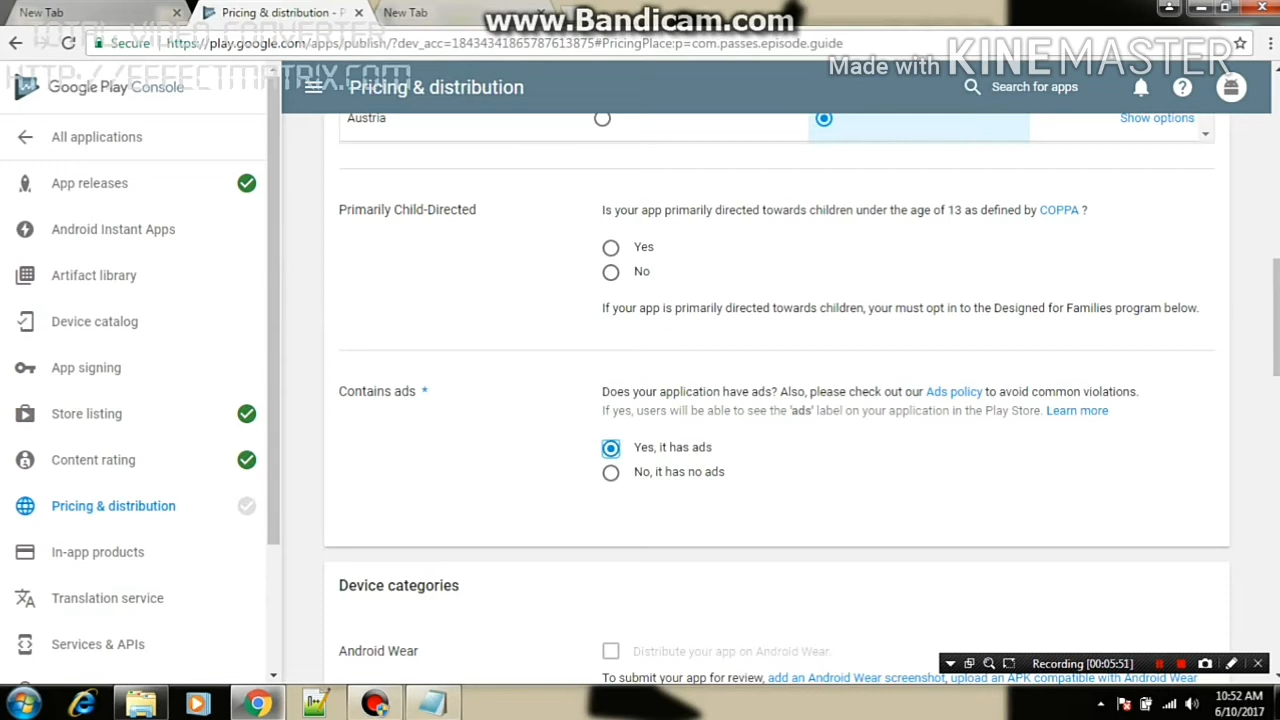 New Tab
Pricing & distribution - P
New Tab
www.Bandicam.com
TOTAL VIDEO CONVERTER
Secure
https://play.google.com/apps/publish/?dev_acc=18434341865787613875#PricingPlace:p=com.passes.episode.guide
Made with KINEMASTER
HTTP://EFFECTMATRIX.COM
Google Play Console
Pricing & distribution
Search for apps
All applications
App releases
Android Instant Apps
Artifact library
Device catalog
App signing
Store listing
Content rating
Pricing & distribution
In-app products
Translation service
Services & APIs
Austria
Show options
Primarily Child-Directed
Is your app primarily directed towards children under the age of 13 as defined by COPPA ?
Yes
No
If your app is primarily directed towards children, your must opt in to the Designed for Families program below.
Contains ads *
Does your application have ads? Also, please check out our Ads policy to avoid common violations.
If yes, users will be able to see the 'ads' label on your application in the Play Store. Learn more
Yes, it has ads
No, it has no ads
Device categories
Android Wear
Distribute your app on Android Wear.
To submit your app for review, add an Android Wear screenshot, upload an APK compatible with Android Wear
Recording [00:05:51]
10:52 AM
6/10/2017